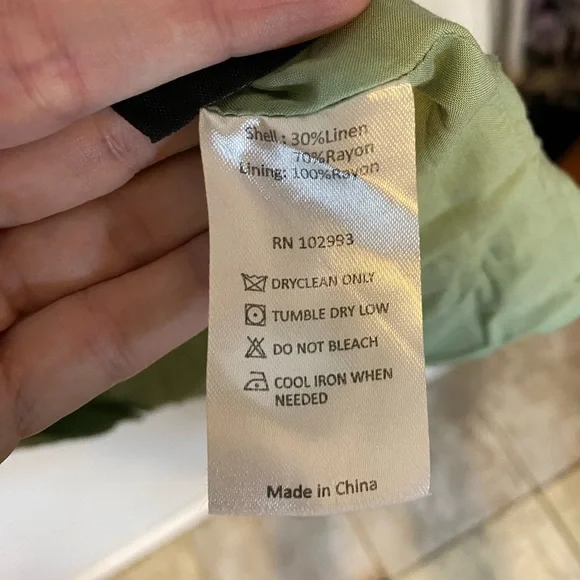 Shell : 30%Linen
70%Rayon
Lining: 100%Rayon
RN 102993
DRYCLEAN ONLY
TUMBLE DRY LOW
DO NOT BLEACH
COOL IRON WHEN
NEEDED
Made in China